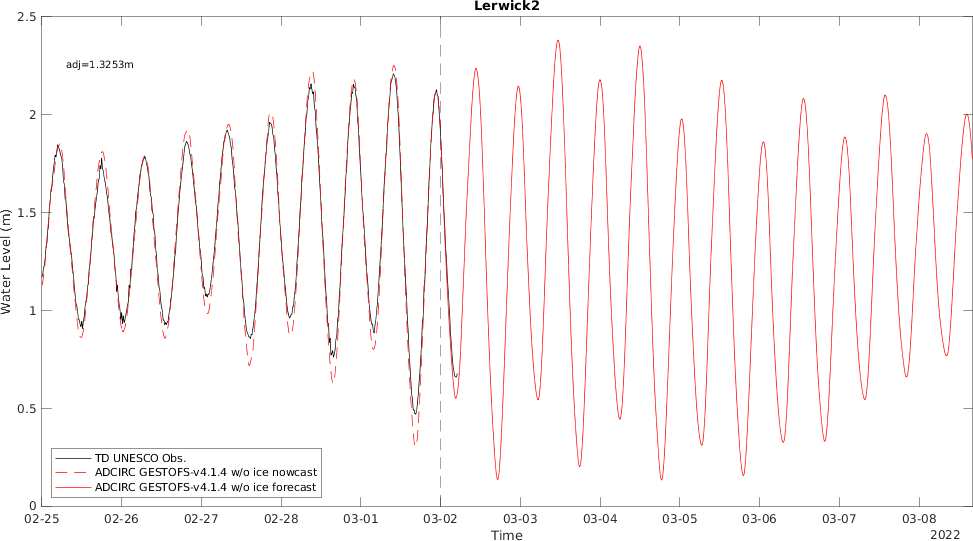 Lerwick2
2.5
adj=1.3253m
2
1.5
Water Level (m)
1
0.5
TD UNESCO Obs.
ADCIRC GESTOFS-v4.1.4 w/o ice nowcast
ADCIRC GESTOFS-v4.1.4 w/o ice forecast
0
02-25 02-26 02-27 02-28 03-01 03-02 03-03 03-04 03-05 03-06 03-07 03-08
Time
2022